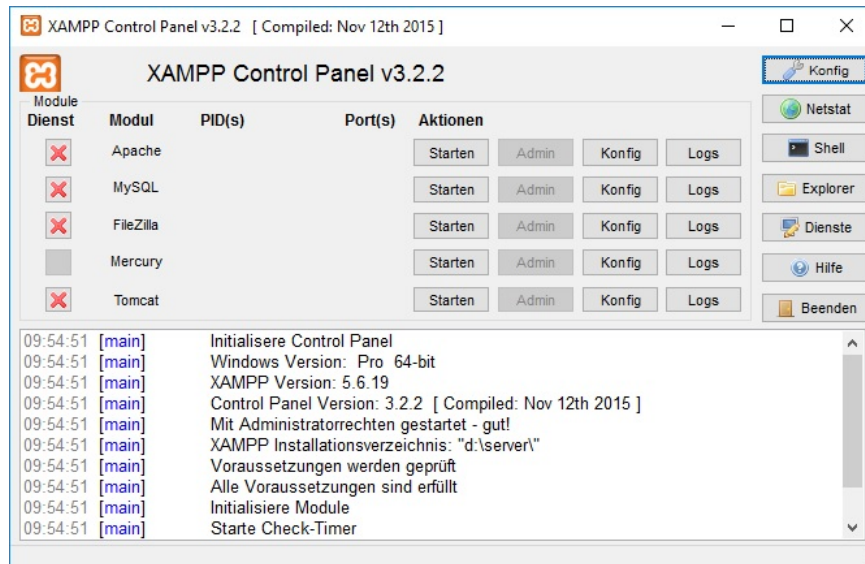 XAMPP Control Panel v3.2.2 [ Compiled: Nov 12th 2015 ]
XAMPP Control Panel v3.2.2
Konfig
Module
Dienst Modul PID(s) Port(s) Aktionen
Netstat
Apache Starten Admin Konfig Logs
Shell
MySQL Starten Admin Konfig Logs
Explorer
FileZilla Starten Admin Konfig Logs
Dienste
Mercury Starten Admin Konfig Logs
Hilfe
Tomcat Starten Admin Konfig Logs
Beenden
09:54:51 [main] Initialisere Control Panel
09:54:51 [main] Windows Version: Pro 64-bit
09:54:51 [main] XAMPP Version: 5.6.19
09:54:51 [main] Control Panel Version: 3.2.2 [ Compiled: Nov 12th 2015 ]
09:54:51 [main] Mit Administratorrechten gestartet - gut!
09:54:51 [main] XAMPP Installationsverzeichnis: "d:\server\"
09:54:51 [main] Voraussetzungen werden geprüft
09:54:51 [main] Alle Voraussetzungen sind erfüllt
09:54:51 [main] Initialisiere Module
09:54:51 [main] Starte Check-Timer